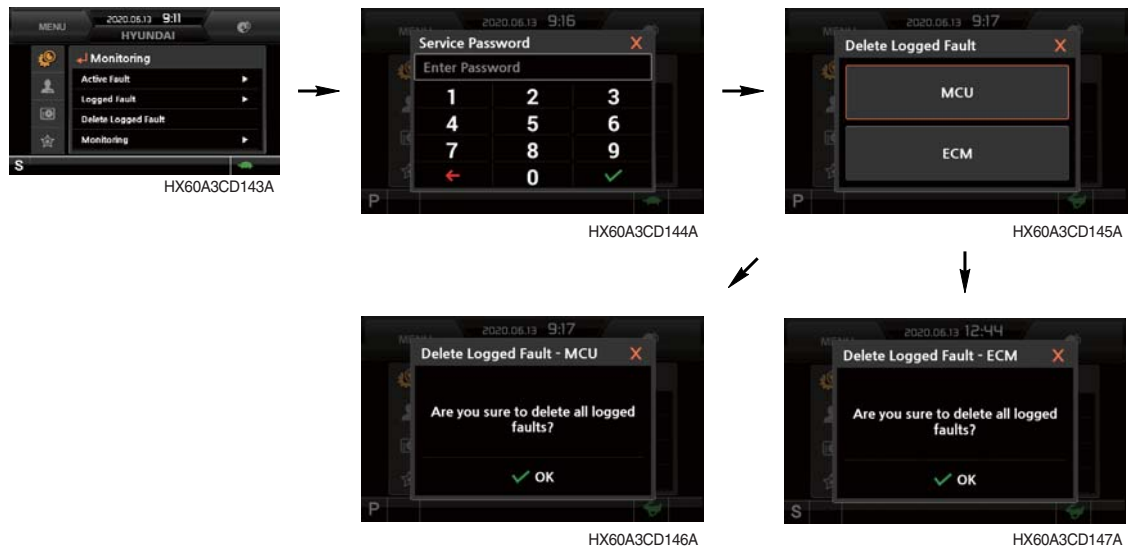 MENU
2020.06.13 9:11
HYUNDAI
Monitoring
Active Fault
Logged Fault
Delete Logged Fault
Monitoring
S
HX60A3CD143A
2020.06.13 9:16
Service Password X
Enter Password
1 2 3
4 5 6
7 8 9
0
P
HX60A3CD144A
2020.06.13 9:17
Delete Logged Fault X
MCU
ECM
P
HX60A3CD145A
2020.06.13 9:17
Delete Logged Fault - MCU X
Are you sure to delete all logged
faults?
OK
P
HX60A3CD146A
2020.06.13 12:44
Delete Logged Fault - ECM X
Are you sure to delete all logged
faults?
OK
S
HX60A3CD147A